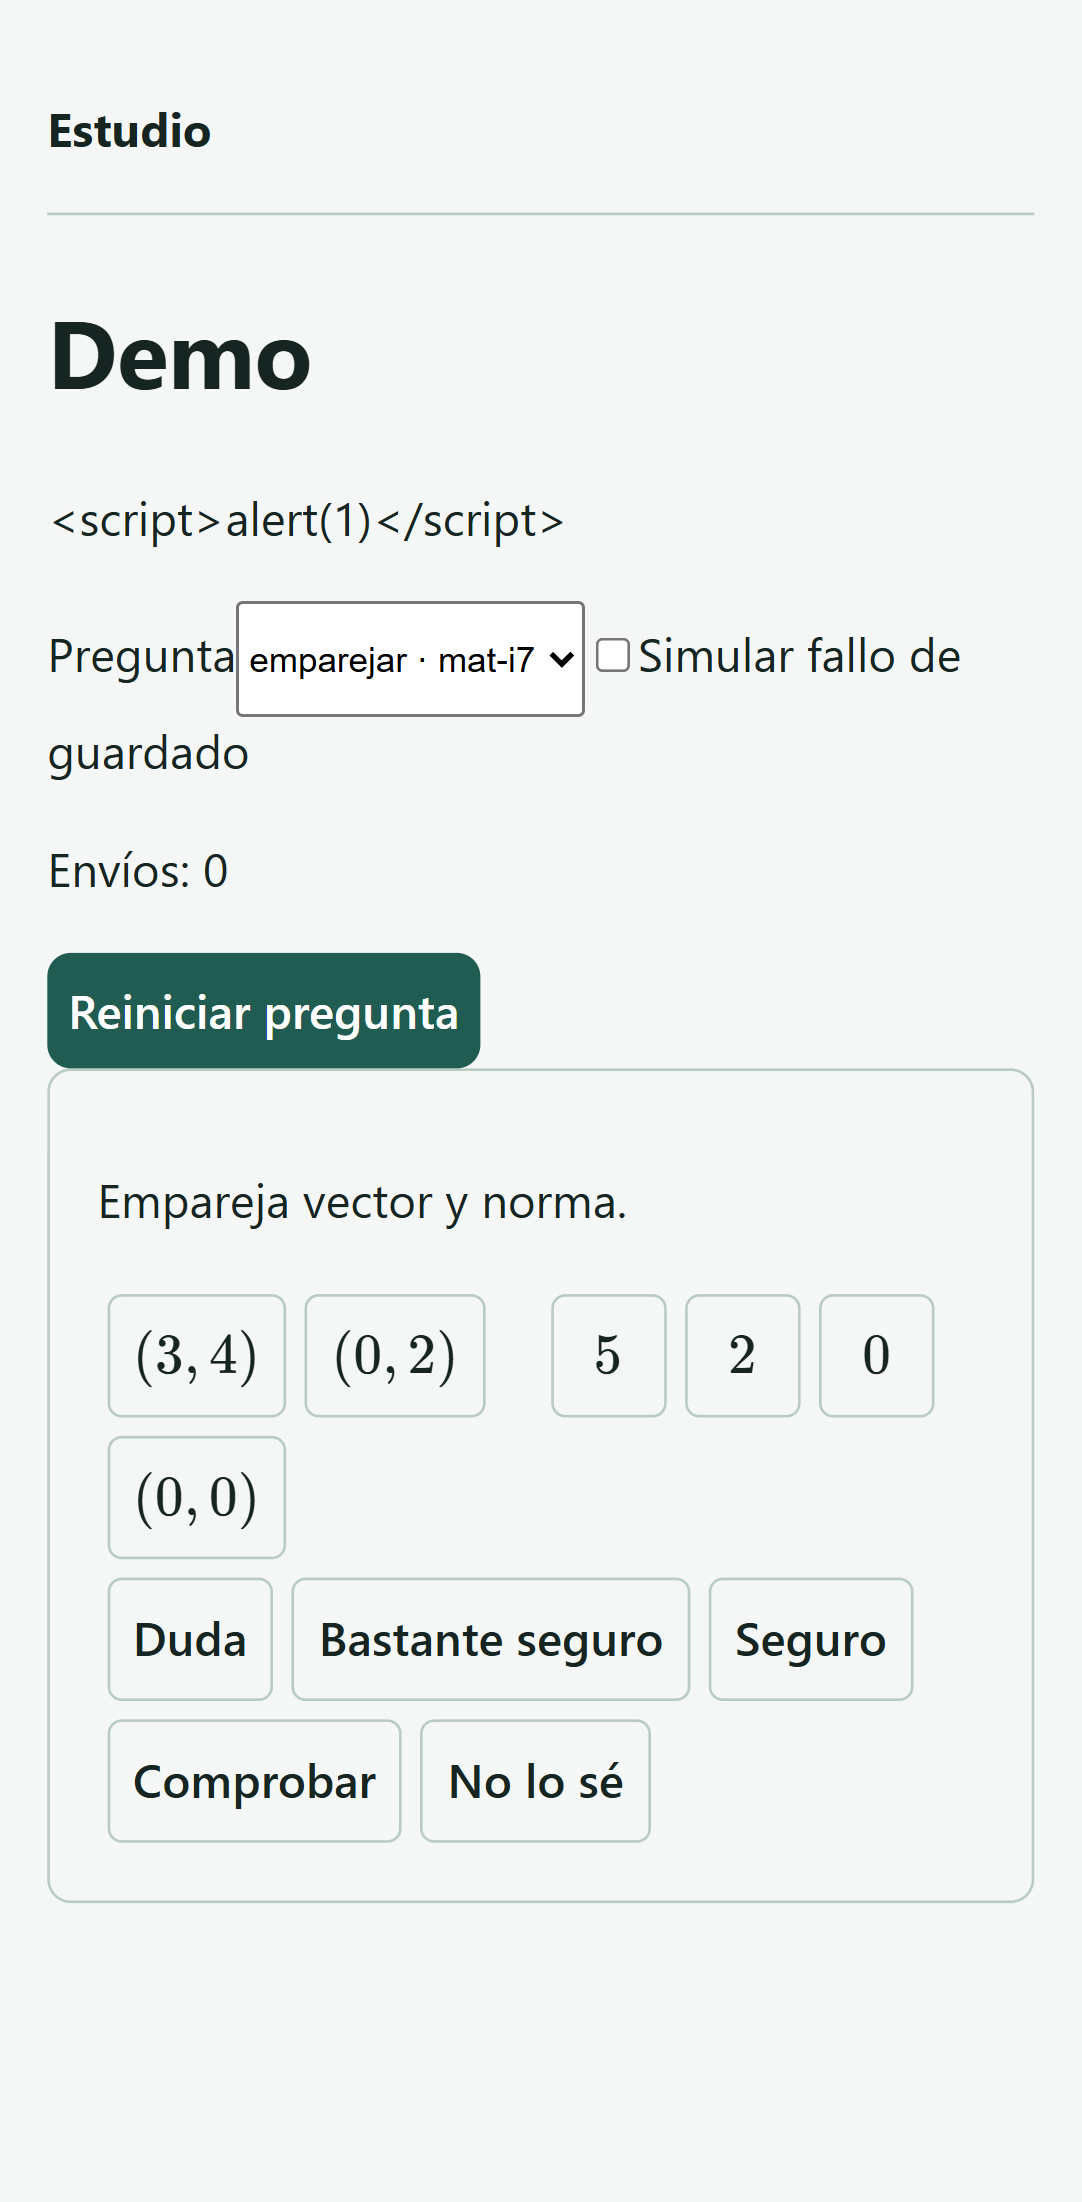 Estudio
Demo
<script>alert(1)</script>
Pregunta emparejar · mat-i7 Simular fallo de
guardado
Envíos: 0
Reiniciar pregunta
Empareja vector y norma.
(3, 4) (0, 2) 5 2 0
(0, 0)
Duda Bastante seguro Seguro
Comprobar No lo sé